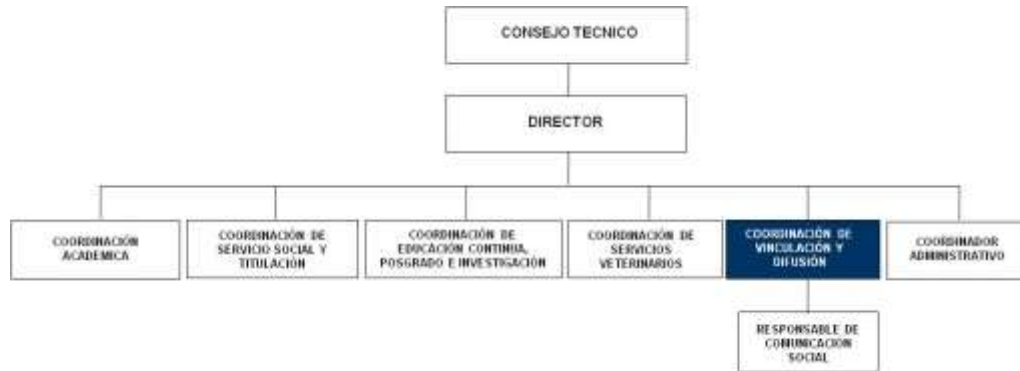 CONSEJO TECNICO
DIRECTOR
COORDINACIÓN
ACADEMICA
COORDINACIÓN DE
SERVICIO SOCIAL Y
TITULACIÓN
COORDINACIÓN DE
EDUCACIÓN CONTINUA,
POSGRADO E INVESTIGACIÓN
COORDINACIÓN DE
SERVICIOS
VETERINARIOS
COORDINACIÓN DE
VINCULACIÓN Y
DIFUSIÓN
COORDINADOR
ADMINISTRATIVO
RESPONSABLE DE
COMUNICACION
SOCIAL